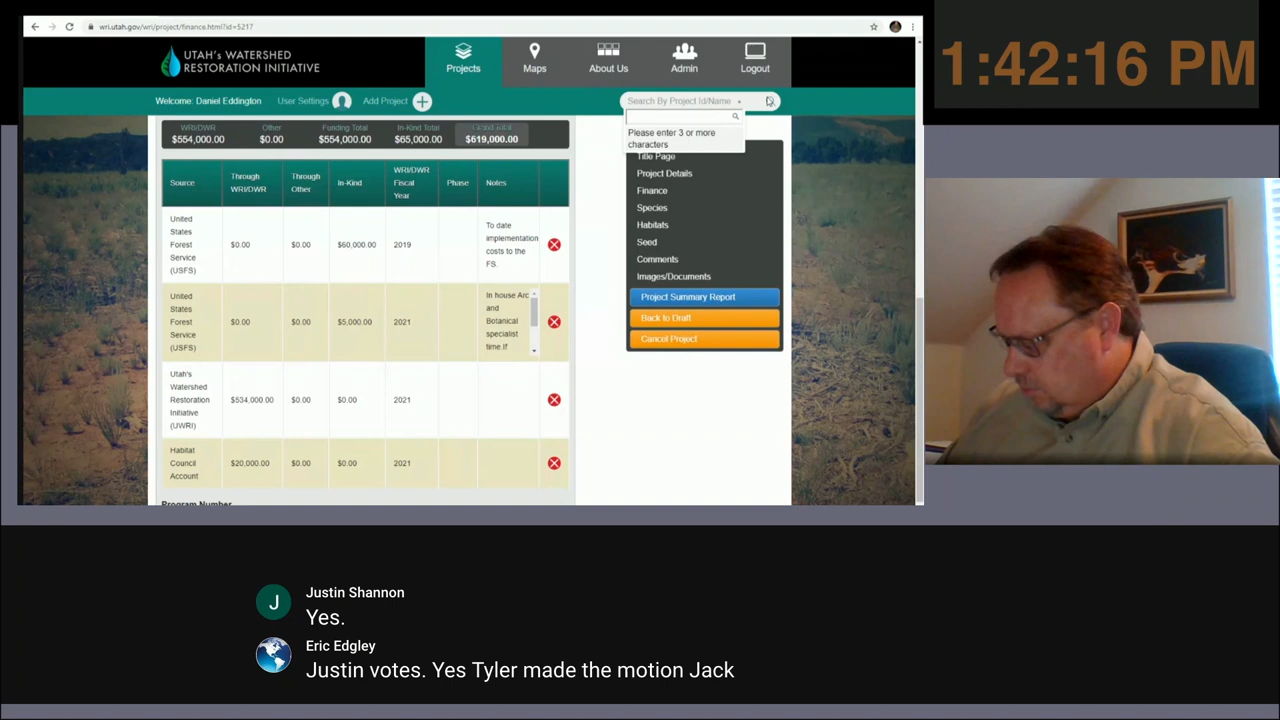 wri.utah.gov/wri/project/finance.html?id=5217
1:42:16 PM
UTAH's WATERSHED
RESTORATION INITIATIVE
Projects
Maps
About Us
Admin
Logout
Welcome: Daniel Eddington
User Settings
Add Project
Search By Project Id/Name
Please enter 3 or more
characters
WRI/DWR
Other
Funding Total
In-Kind Total
Grand Total
$554,000.00
$0.00
$554,000.00
$65,000.00
$619,000.00
Source
Through
WRI/DWR
Through
Other
In-Kind
WRI/DWR
Fiscal
Year
Phase
Notes
United
States
Forest
Service
(USFS)
$0.00
$0.00
$60,000.00
2019
To date
implementation
costs to the
FS.
United
States
Forest
Service
(USFS)
$0.00
$0.00
$5,000.00
2021
In house Arc
and
Botanical
specialist
time.If
Utah's
Watershed
Restoration
Initiative
(UWRI)
$534,000.00
$0.00
$0.00
2021
Habitat
Council
Account
$20,000.00
$0.00
$0.00
2021
Program Number
Title Page
Project Details
Finance
Species
Habitats
Seed
Comments
Images/Documents
Project Summary Report
Back to Draft
Cancel Project
J
Justin Shannon
Yes.
Eric Edgley
Justin votes. Yes Tyler made the motion Jack